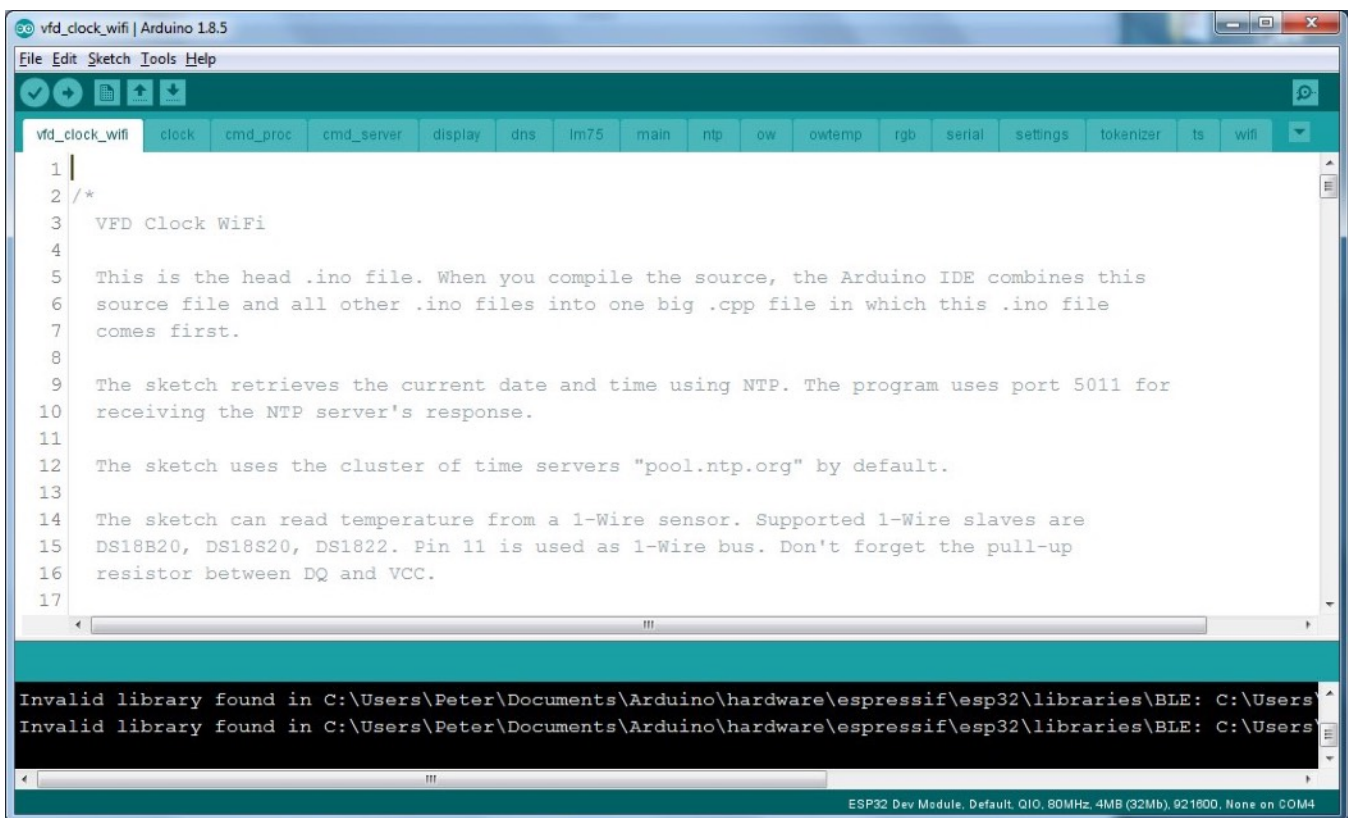 vfd_clock_wifi | Arduino 1.8.5
File Edit Sketch Tools Help
vfd_clock_wifi clock cmd_proc cmd_server display dns lm75 main ntp ow owtemp rgb serial settings tokenizer ts wifi
1
2 /*
3 VFD Clock WiFi
4
5 This is the head .ino file. When you compile the source, the Arduino IDE combines this
6 source file and all other .ino files into one big .cpp file in which this .ino file
7 comes first.
8
9 The sketch retrieves the current date and time using NTP. The program uses port 5011 for
10 receiving the NTP server's response.
11
12 The sketch uses the cluster of time servers "pool.ntp.org" by default.
13
14 The sketch can read temperature from a 1-Wire sensor. Supported 1-Wire slaves are
15 DS18B20, DS18S20, DS1822. Pin 11 is used as 1-Wire bus. Don't forget the pull-up
16 resistor between DQ and VCC.
17
Invalid library found in C:\Users\Peter\Documents\Arduino\hardware\espressif\esp32\libraries\BLE: C:\Users\
Invalid library found in C:\Users\Peter\Documents\Arduino\hardware\espressif\esp32\libraries\BLE: C:\Users\
ESP32 Dev Module, Default, QIO, 80MHz, 4MB (32Mb), 921600, None on COM4